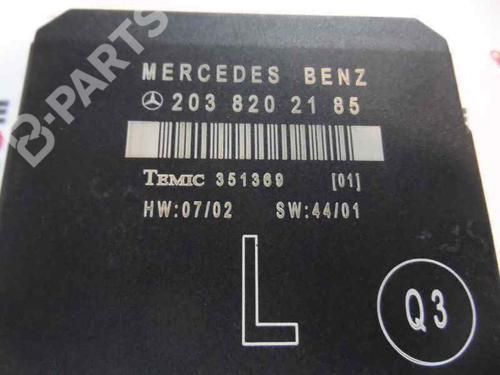 MERCEDES BENZ
203 820 21 85
TEMIC 351369 [01]
HW:07/02 SW:44/01
L
Q3
B-PARTS